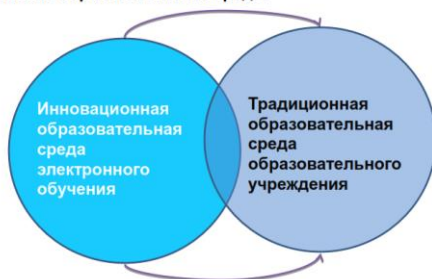 Инновационная
образовательная
среда
электронного
обучения
Традиционная
образовательная
среда
образовательного
учреждения